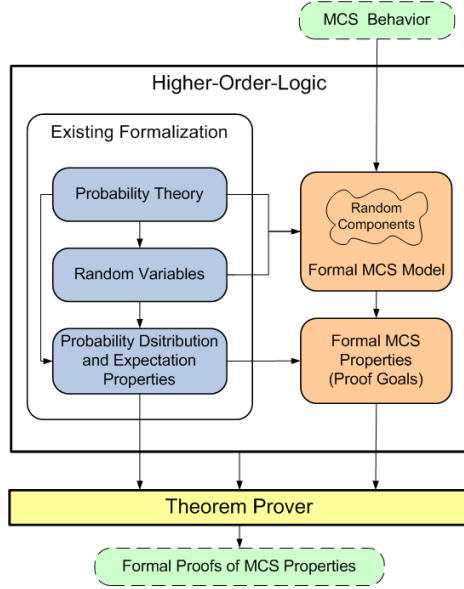 MCS Behavior
Higher-Order-Logic
Existing Formalization
Probability Theory
Random Variables
Probability Dsitribution
and Expectation
Properties
Random
Components
Formal MCS Model
Formal MCS
Properties
(Proof Goals)
Theorem Prover
Formal Proofs of MCS Properties